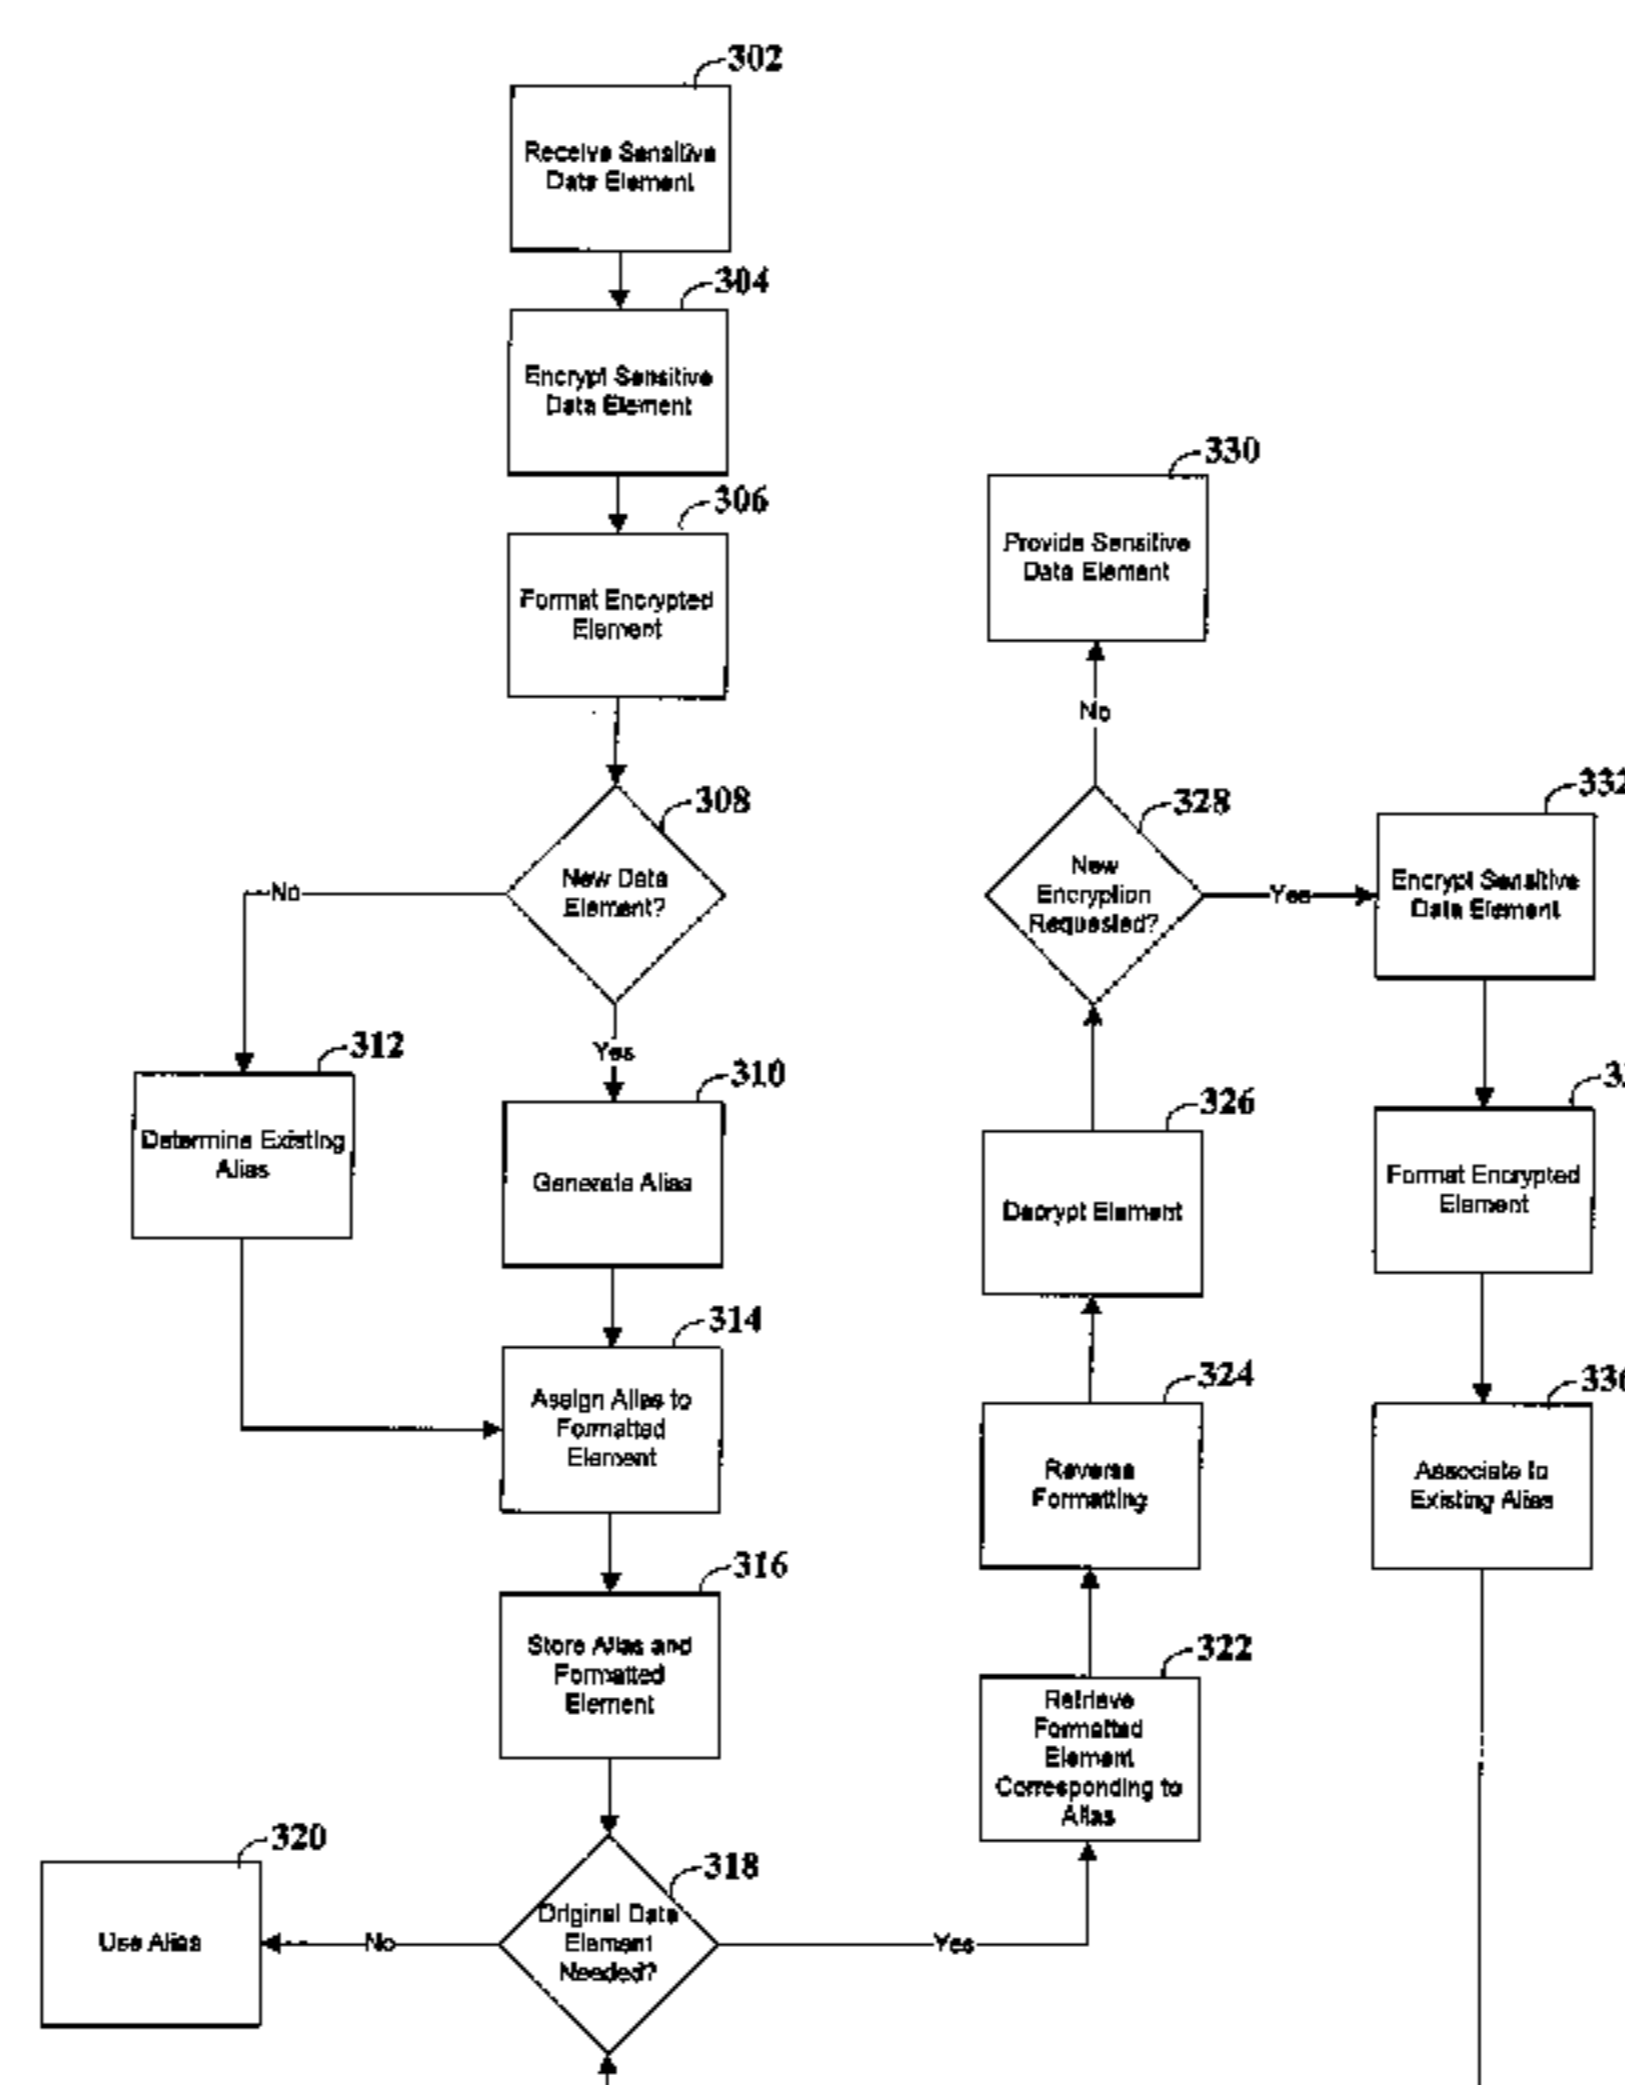 302
Receive Sensitive
Data Element
304
Encrypt Sensitive
Data Element
306
Format Encrypted
Element
308
New Data
Element?
No
Yes
312
Determine Existing
Alias
310
Generate Alias
314
Assign Alias to
Formatted
Element
316
Store Alias and
Formatted
Element
318
Original Data
Element
Needed?
No
Yes
320
Use Alias
322
Retrieve
Formatted
Element
Corresponding to
Alias
324
Reverse
Formatting
326
Decrypt Element
328
New
Encryption
Requested?
No
Yes
330
Provide Sensitive
Data Element
332
Encrypt Sensitive
Data Element
Format Encrypted
Element
336
Associate to
Existing Alias